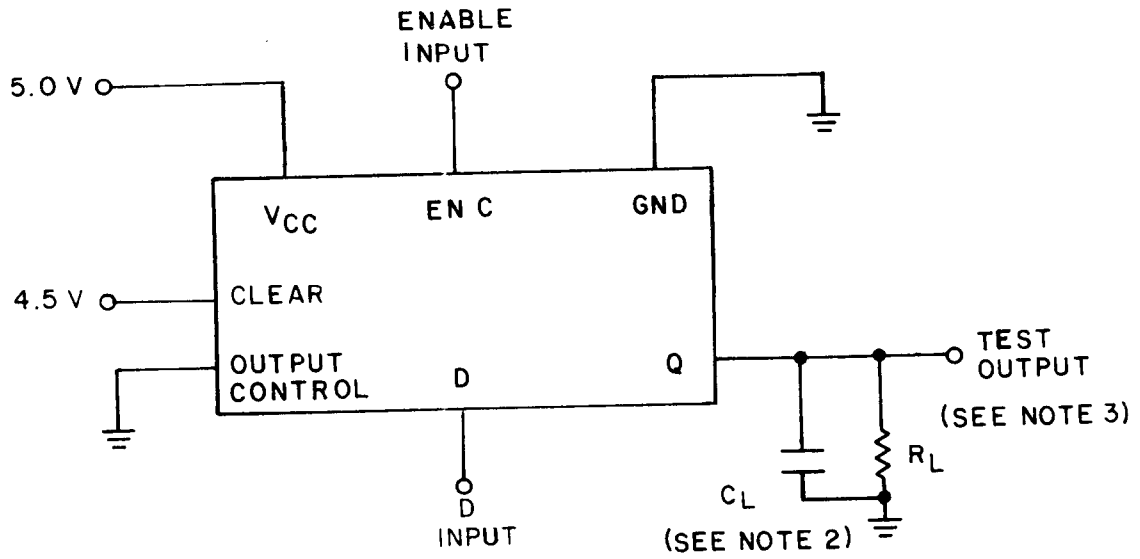 ENABLE
INPUT
5.0 V
VCC
EN C
GND
4.5 V
CLEAR
OUTPUT
CONTROL
D
Q
TEST
OUTPUT
(SEE NOTE 3)
RL
CL
(SEE NOTE 2)
D
INPUT